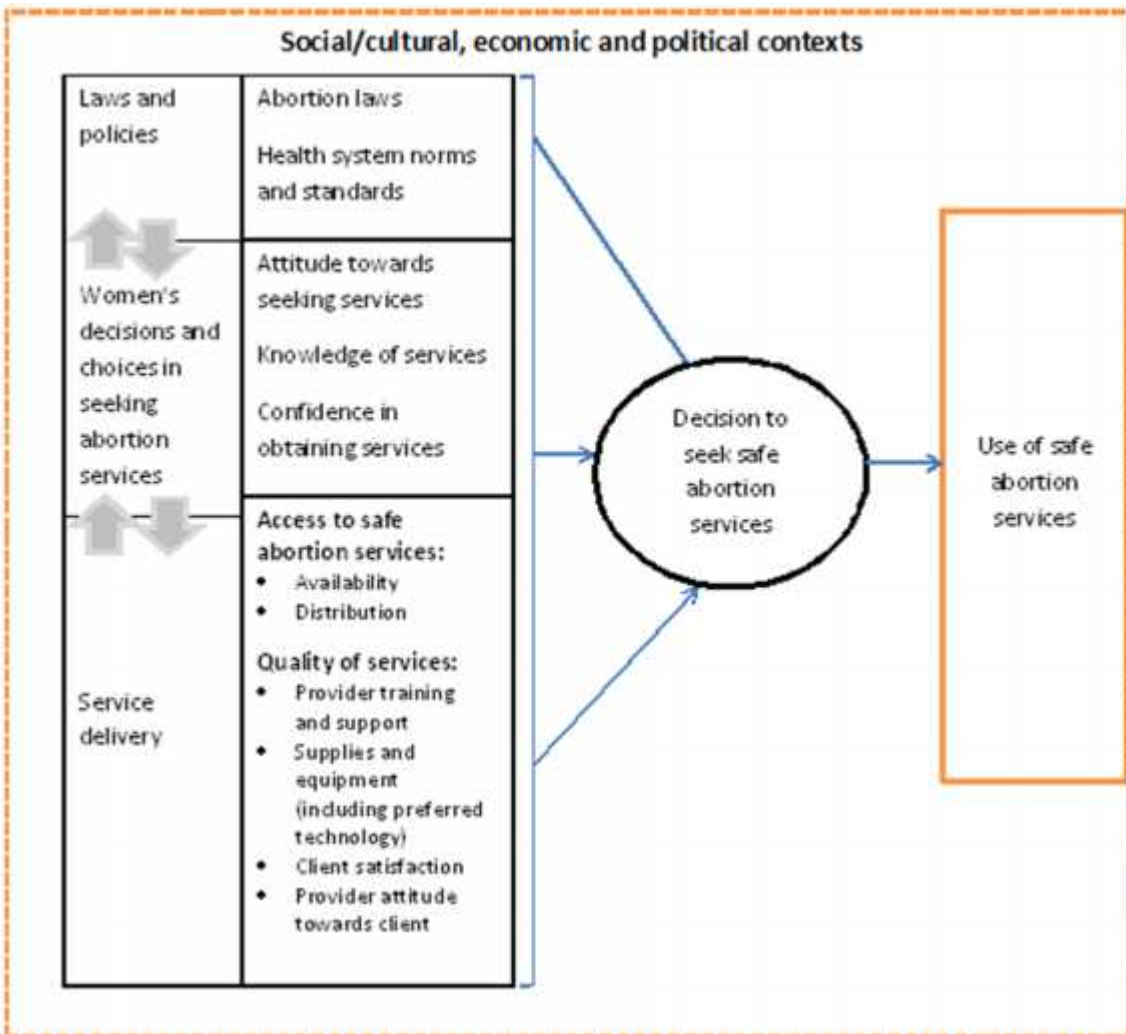 Social/cultural, economic and political contexts
Laws and
policies
Abortion laws
Health system norms
and standards
Women's
decisions and
choices in
seeking
abortion
services
Attitude towards
seeking services
Knowledge of services
Confidence in
obtaining services
Service
delivery
Access to safe
abortion services:
• Availability
• Distribution
Quality of services:
• Provider training
and support
• Supplies and
equipment
(including preferred
technology)
• Client satisfaction
• Provider attitude
towards client
Decision to
seek safe
abortion
services
Use of safe
abortion
services